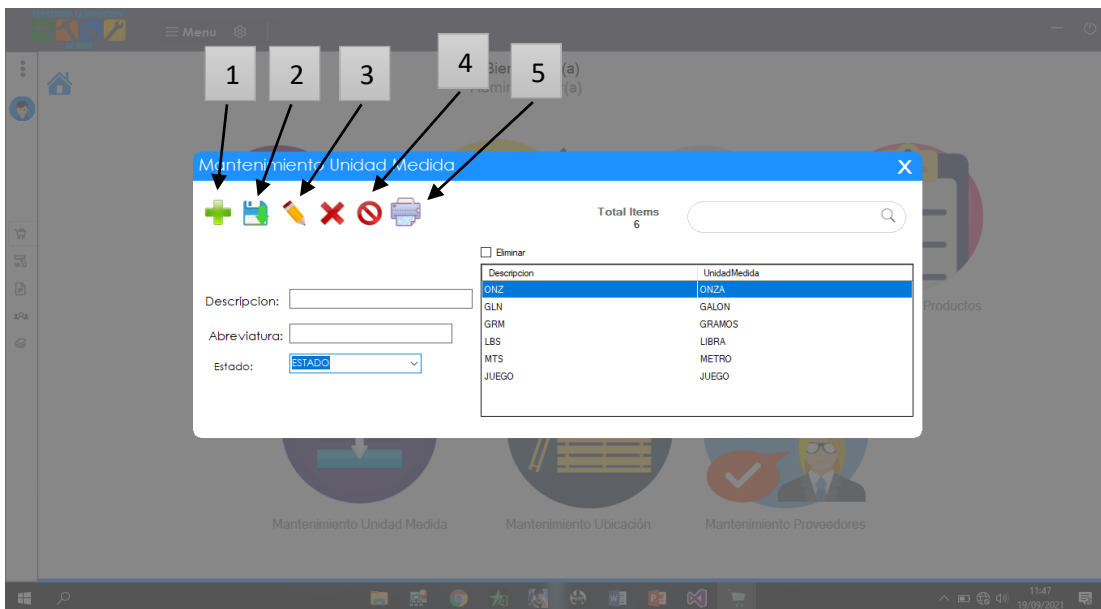 Menu
1
2
3
4
5
Mantenimiento Unidad Medida
X
Total Items
6
Eliminar
Descripcion UnidadMedida
ONZ ONZA
GLN GALON
GRM GRAMOS
LBS LIBRA
MTS METRO
JUEGO JUEGO
Descripcion:
Abreviatura:
Estado: ESTADO
Productos
Mantenimiento Unidad Medida
Mantenimiento Ubicación
Mantenimiento Proveedores
11:47
19/09/2021